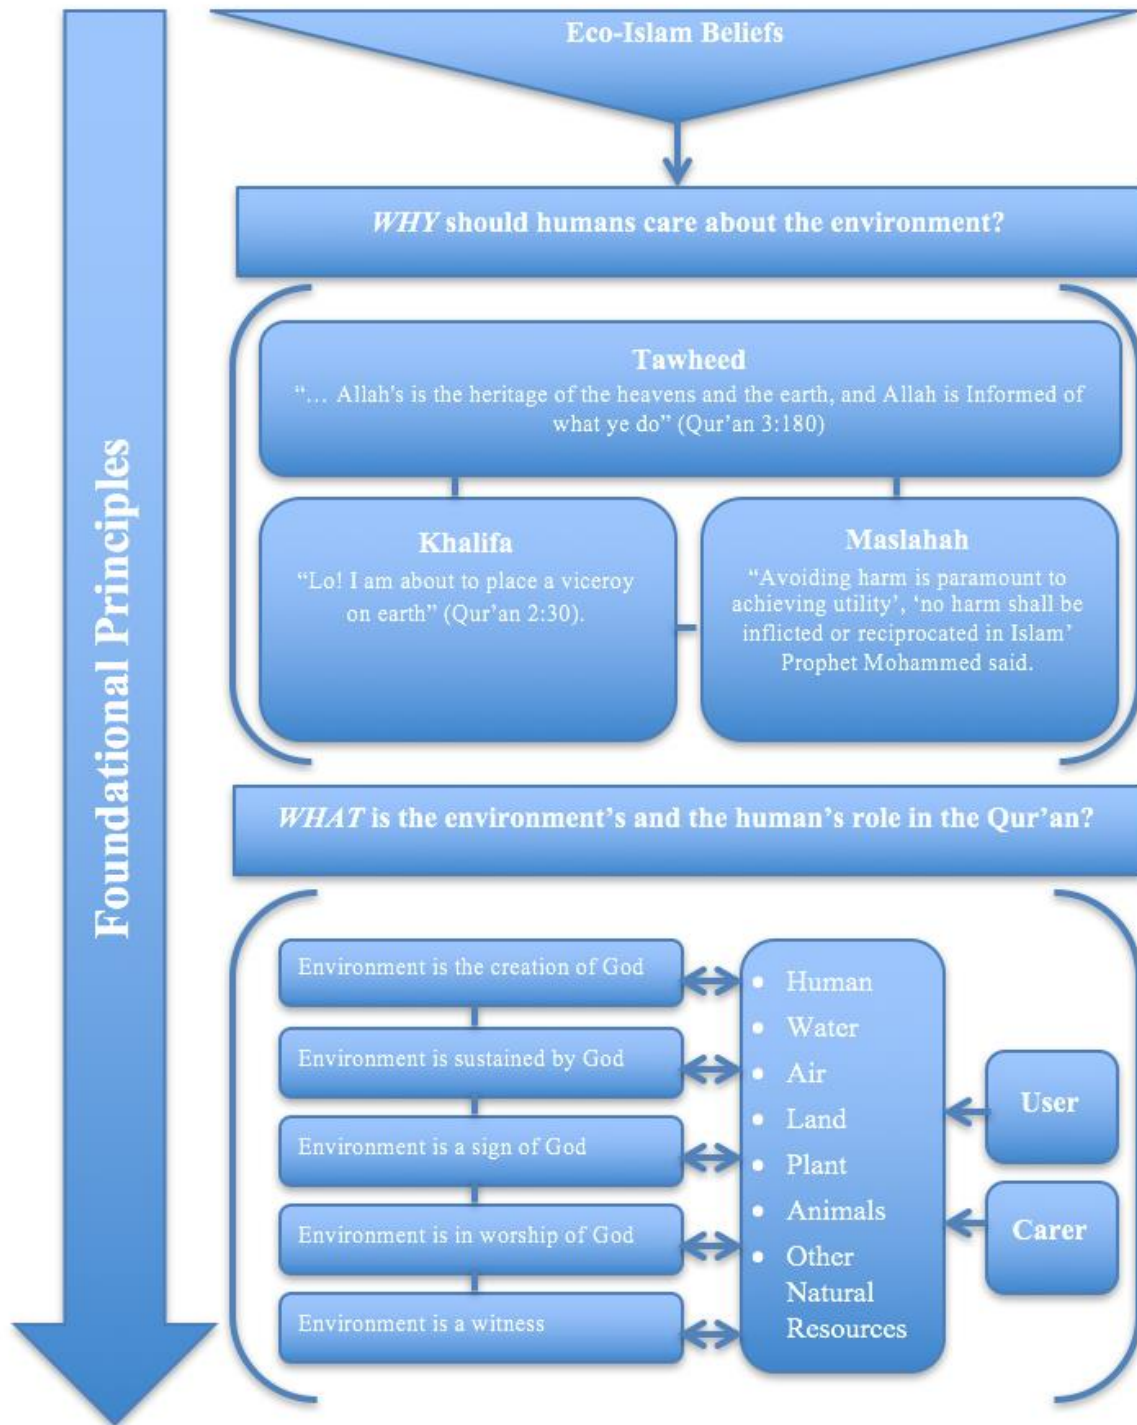 Eco-Islam Beliefs
WHY should humans care about the environment?
Tawheed
“… Allah's is the heritage of the heavens and the earth, and Allah is Informed of
what ye do” (Qur’an 3:180)
Khalifa
“Lo! I am about to place a viceroy
on earth” (Qur’an 2:30).
Maslahah
“Avoiding harm is paramount to
achieving utility’, ‘no harm shall be
inflicted or reciprocated in Islam’
Prophet Mohammed said.
Foundational Principles
WHAT is the environment’s and the human’s role in the Qur’an?
Environment is the creation of God
Environment is sustained by God
Environment is a sign of God
Environment is in worship of God
Environment is a witness
• Human
• Water
• Air
• Land
• Plant
• Animals
• Other
Natural
Resources
User
Carer